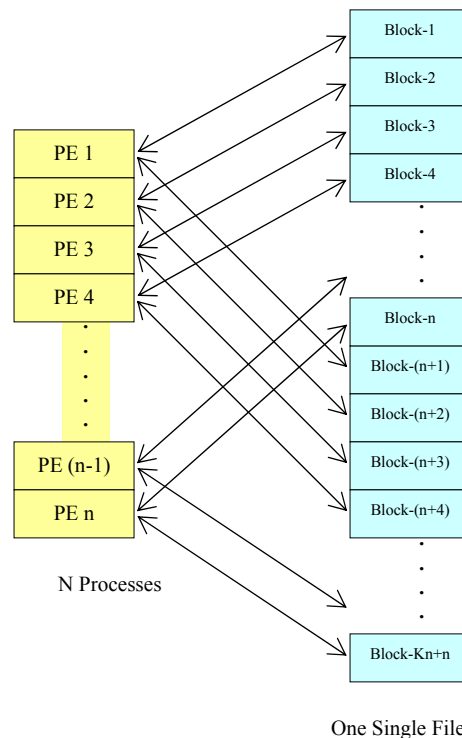 PE 1
PE 2
PE 3
PE 4
PE (n-1)
PE n
N Processes
Block-1
Block-2
Block-3
Block-4
Block-n
Block-(n+1)
Block-(n+2)
Block-(n+3)
Block-(n+4)
Block-Kn+n
One Single File